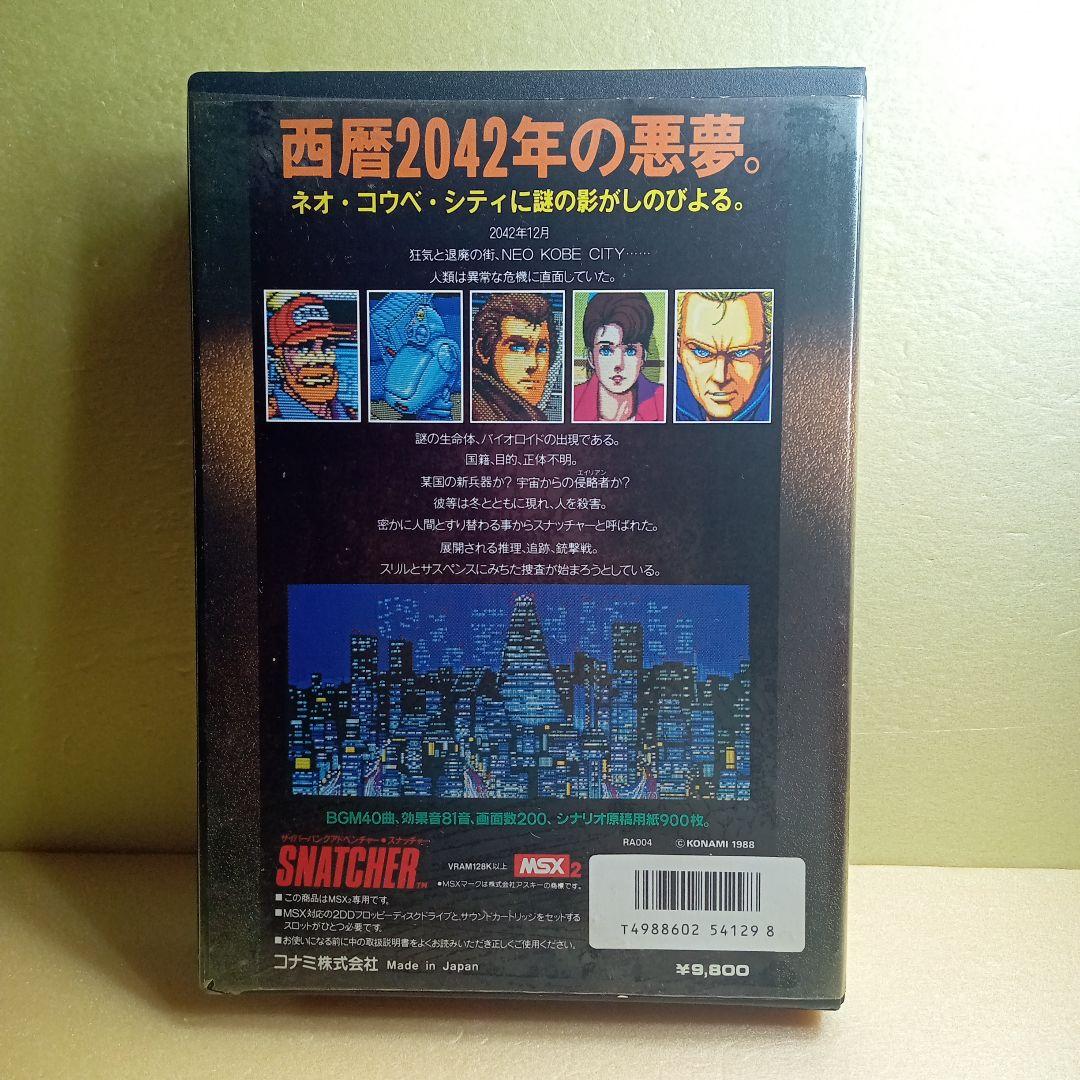 西暦2042年の悪夢。
ネオ・コウベ・シティに謎の影がしのびよる。
2042年12月
狂気と退廃の街、NEO KOBE CITY……
人類は異常な危機に直面していた。
謎の生命体、バイオロイドの出現である。
国籍、目的、正体不明。
エイリアン
某国の新兵器か? 宇宙からの侵略者か?
彼等は冬とともに現れ、人を殺害。
密かに人間とすり替わる事からスナッチャーと呼ばれた。
展開される推理、追跡、銃撃戦。
スリルとサスペンスにみちた捜査が始まろうとしている。
BGM40曲、効果音81音、画面数200、シナリオ原稿用紙900枚。
RA004 ©KONAMI 1988
サイバーパンクアドベンチャー●スナッチャー
SNATCHER™
VRAM128K以上 MSX2
●MSXマークは株式会社アスキーの商標です。
■この商品はMSX2専用です。
■MSX対応の2DDフロッピーディスクドライブと、サウンドカートリッジをセットする
スロットがひとつ必要です。
■お使いになる前に中の取扱説明書をよくお読みいただき正しくご使用ください。
コナミ株式会社 Made in Japan
T4988602 54129 8
¥9,800